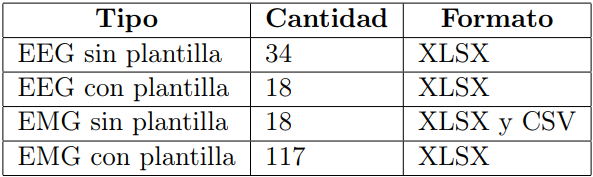 Tipo Cantidad Formato
EEG sin plantilla 34 XLSX
EEG con plantilla 18 XLSX
EMG sin plantilla 18 XLSX y CSV
EMG con plantilla 117 XLSX